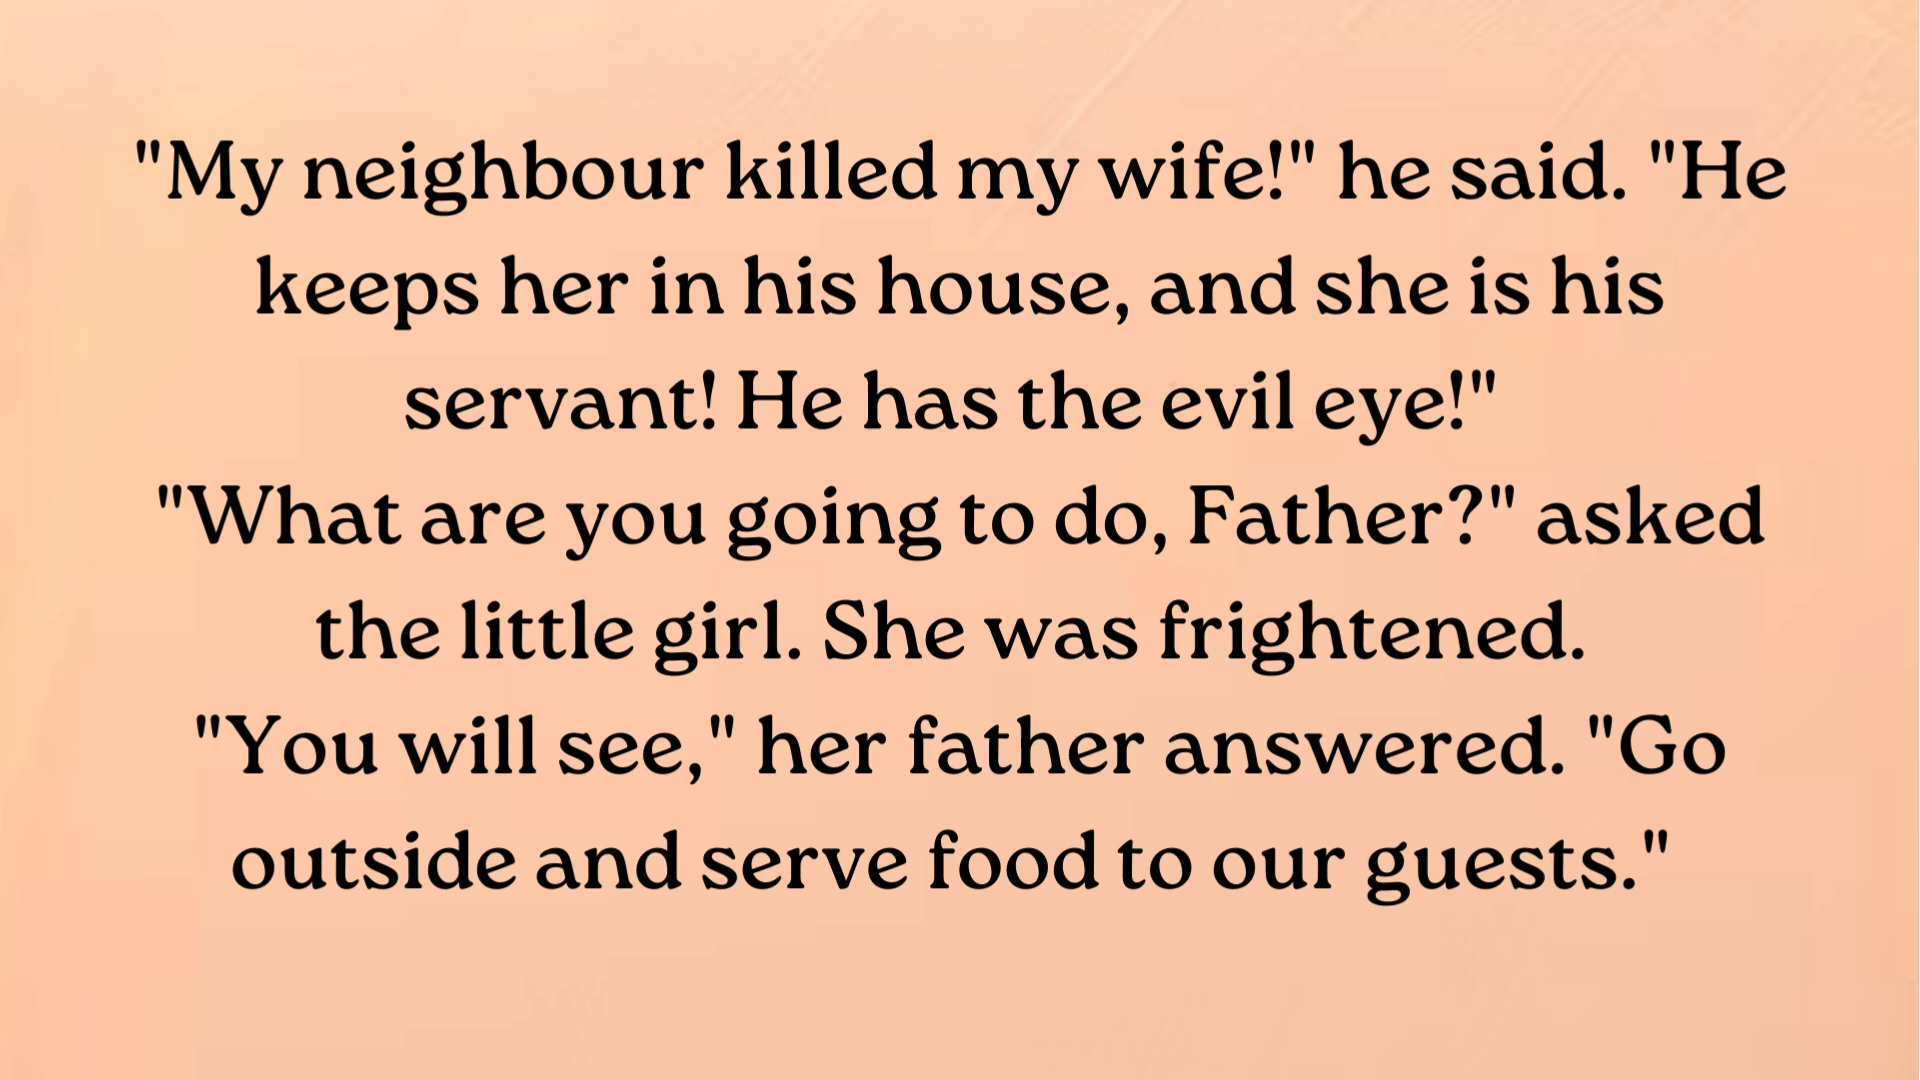 "My neighbour killed my wife!" he said. "He
keeps her in his house, and she is his
servant! He has the evil eye!"
"What are you going to do, Father?" asked
the little girl. She was frightened.
"You will see," her father answered. "Go
outside and serve food to our guests."